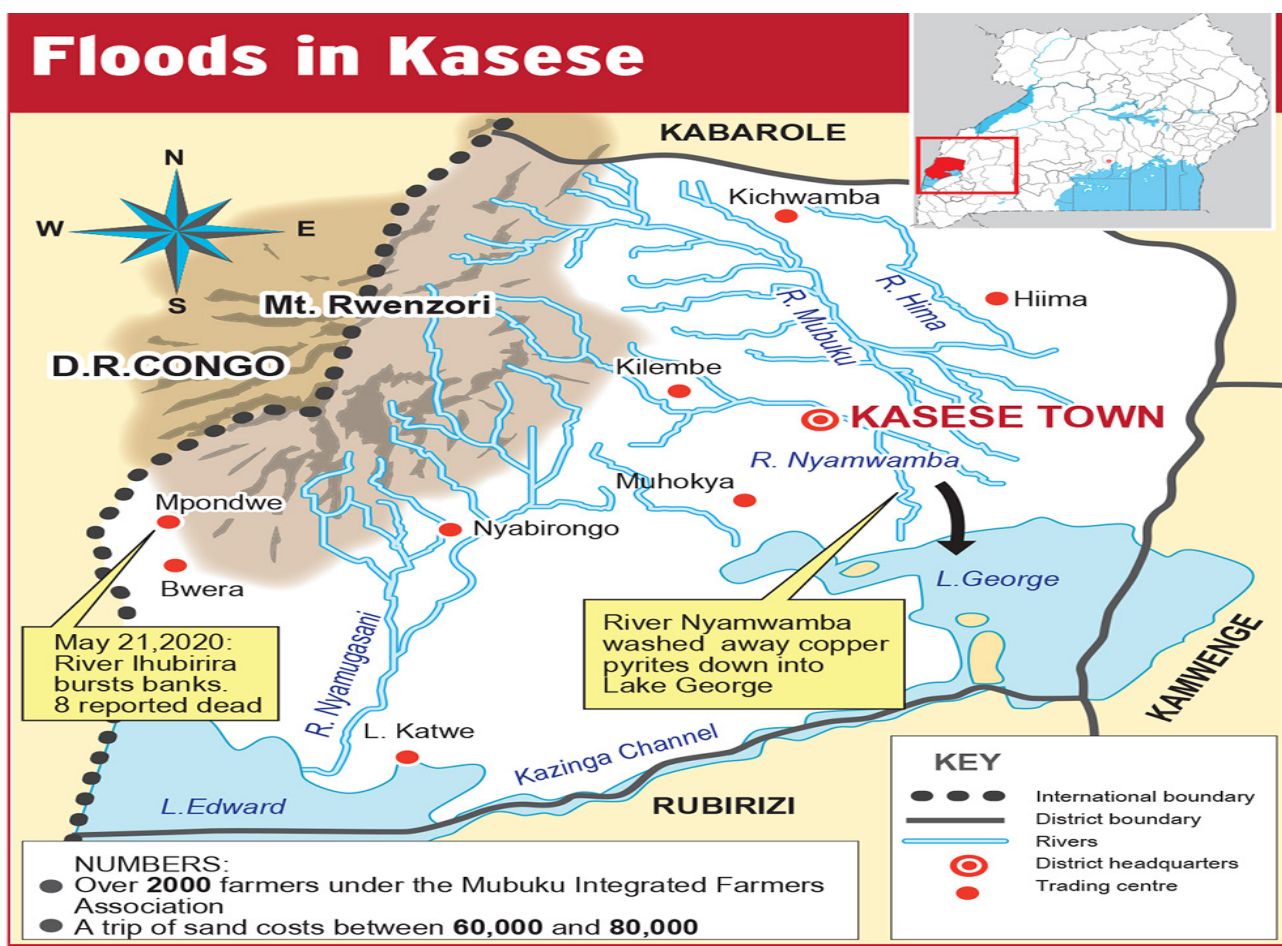 Floods in Kasese
KABAROLE
N
W
E
S
Kichwamba
R. Hima
Hiima
Mt. Rwenzori
R. Mubuku
D.R.CONGO
Kilembe
KASESE TOWN
R. Nyamwamba
Muhokya
Mpondwe
Nyabirongo
Bwera
L.George
May 21,2020:
River Ihubirira
bursts banks.
8 reported dead
River Nyamwamba
washed away copper
pyrites down into
Lake George
R. Nyamugasani
KAMWENGE
L. Katwe
Kazinga Channel
L.Edward
RUBIRIZI
KEY
International boundary
District boundary
Rivers
District headquarters
Trading centre
NUMBERS:
Over 2000 farmers under the Mubuku Integrated Farmers
Association
A trip of sand costs between 60,000 and 80,000